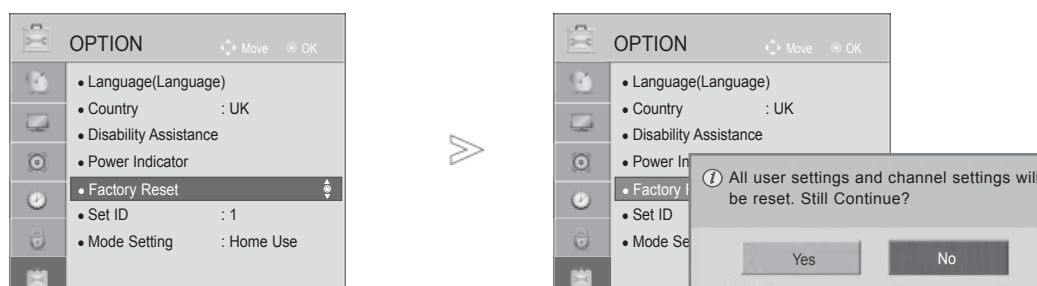 OPTION
Move
OK
● Language(Language)
● Country : UK
● Disability Assistance
● Power Indicator
● Factory Reset
● Set ID : 1
● Mode Setting : Home Use
OPTION
Move
OK
● Language(Language)
● Country : UK
● Disability Assistance
● Power In
● Factory R
● Set ID
● Mode Se
All user settings and channel settings will
be reset. Still Continue?
Yes
No